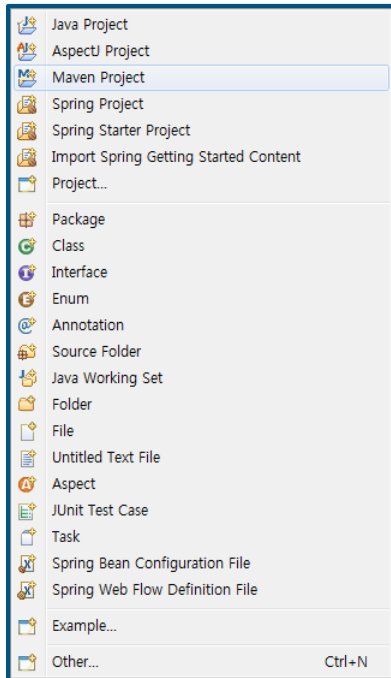 Java Project
AspectJ Project
Maven Project
Spring Project
Spring Starter Project
Import Spring Getting Started Content
Project...
Package
Class
Interface
Enum
Annotation
Source Folder
Java Working Set
Folder
File
Untitled Text File
Aspect
JUnit Test Case
Task
Spring Bean Configuration File
Spring Web Flow Definition File
Example...
Other... Ctrl+N